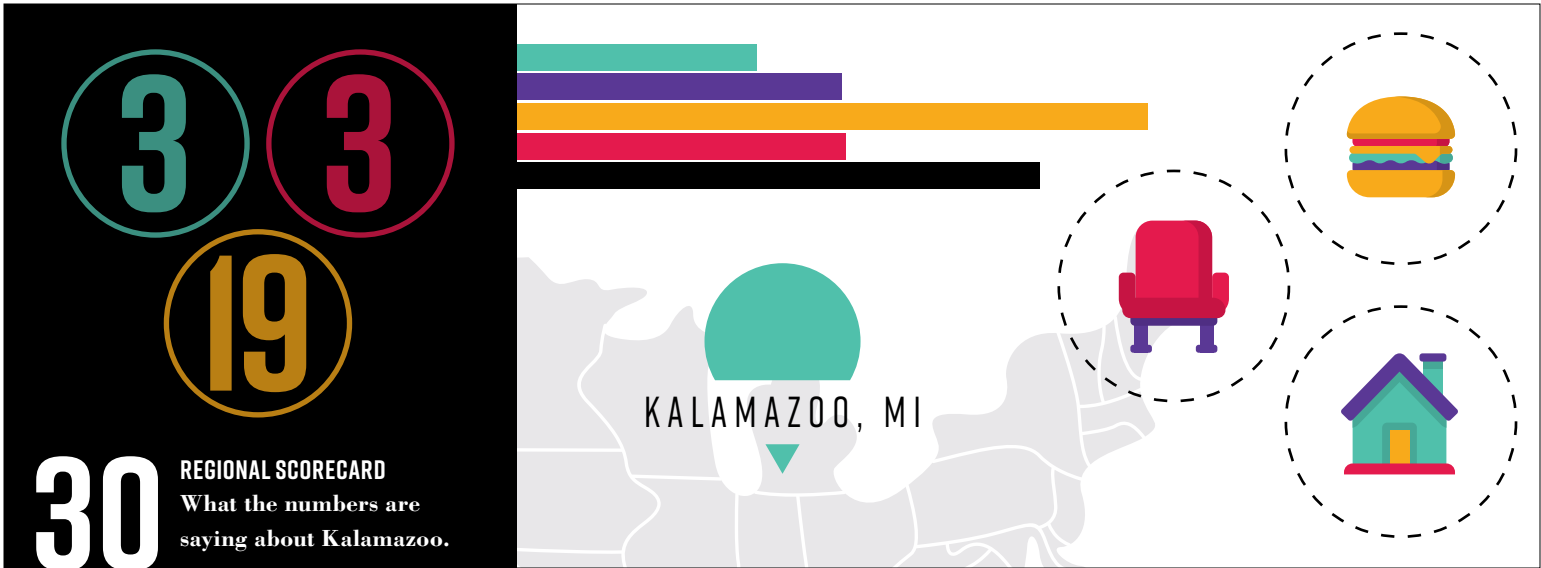 3 3
19
30 REGIONAL SCORECARD
What the numbers are
saying about Kalamazoo.
KALAMAZOO, MI